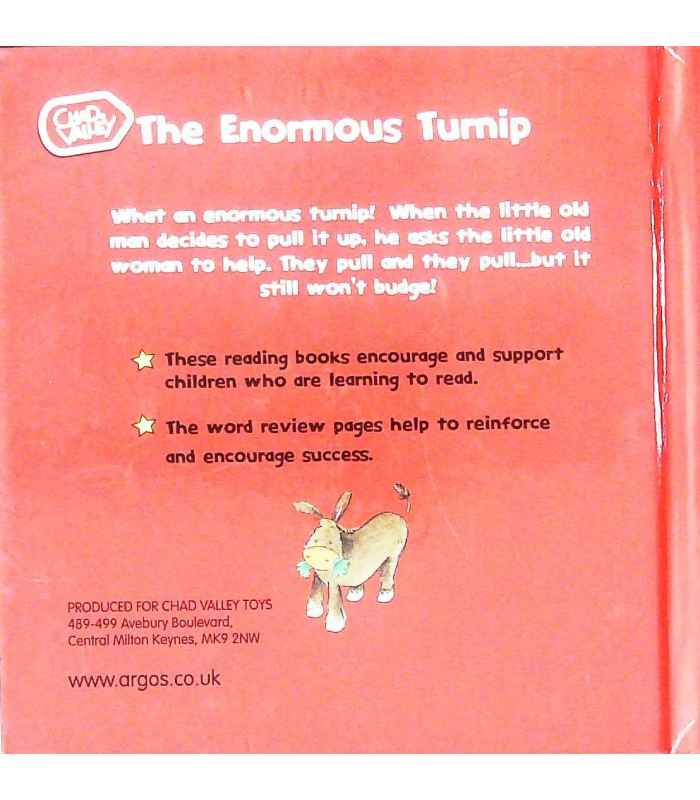 CHAD
VALLEY
The Enormous Turnip
What an enormous turnip! When the little old
man decides to pull it up, he asks the little old
woman to help. They pull and they pull...but it
still won't budge!
These reading books encourage and support
children who are learning to read.
The word review pages help to reinforce
and encourage success.
PRODUCED FOR CHAD VALLEY TOYS
489-499 Avebury Boulevard,
Central Milton Keynes, MK9 2NW
www.argos.co.uk